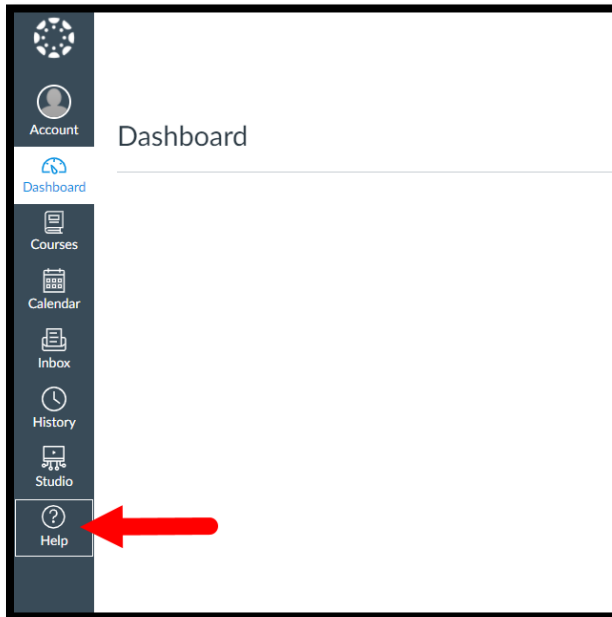 Account
Dashboard
Dashboard
Courses
Calendar
Inbox
History
Studio
?
Help